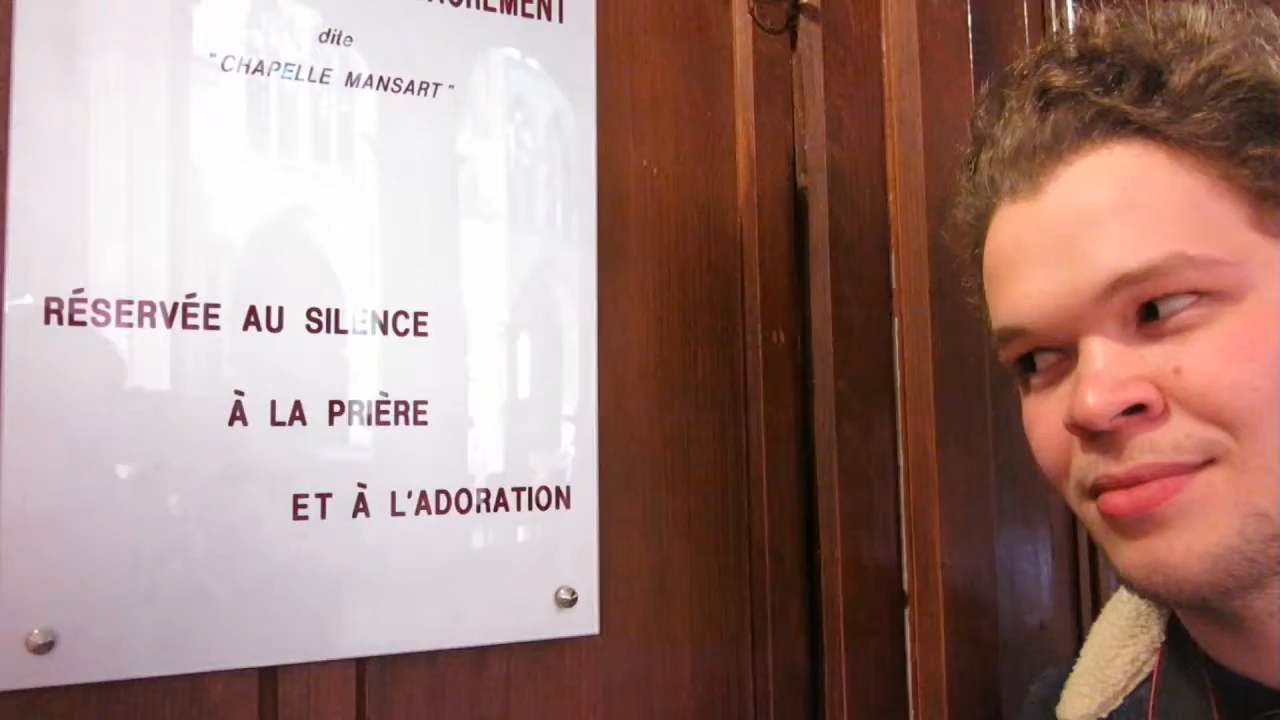 dite
"CHAPELLE MANSART"
RÉSERVÉE AU SILENCE
À LA PRIÈRE
ET À L'ADORATION